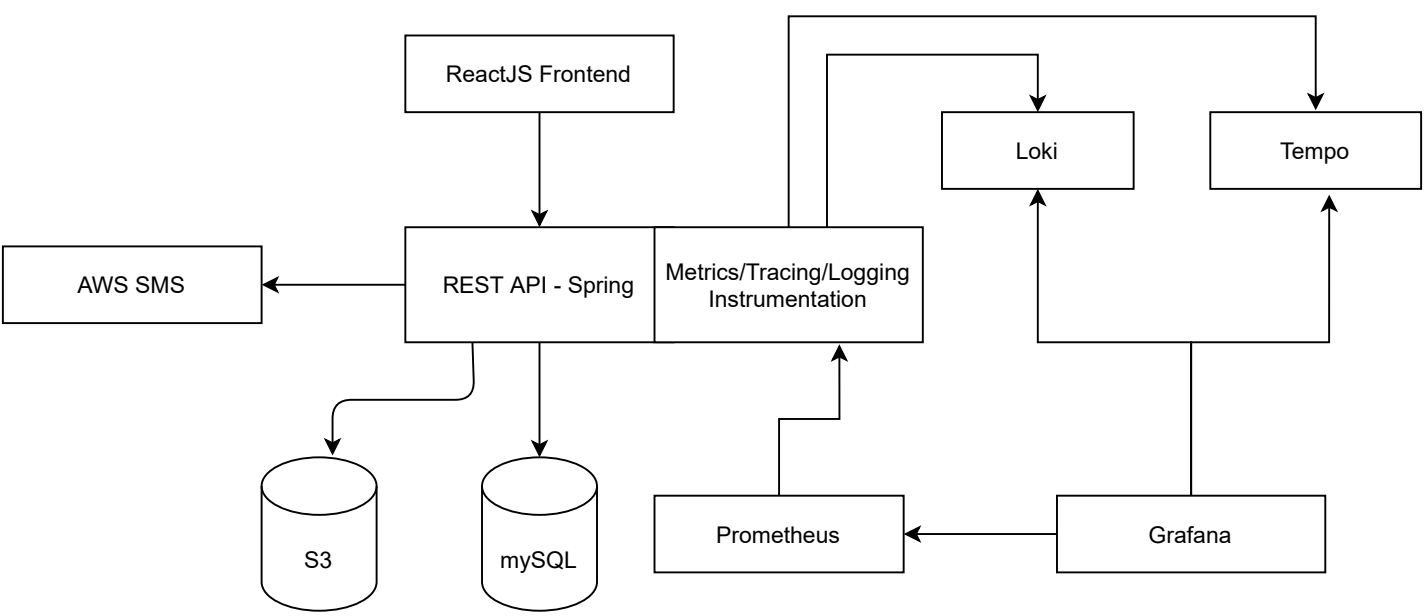 ReactJS Frontend
Loki
Tempo
AWS SMS
REST API - Spring
Metrics/Tracing/Logging
Instrumentation
S3
mySQL
Prometheus
Grafana